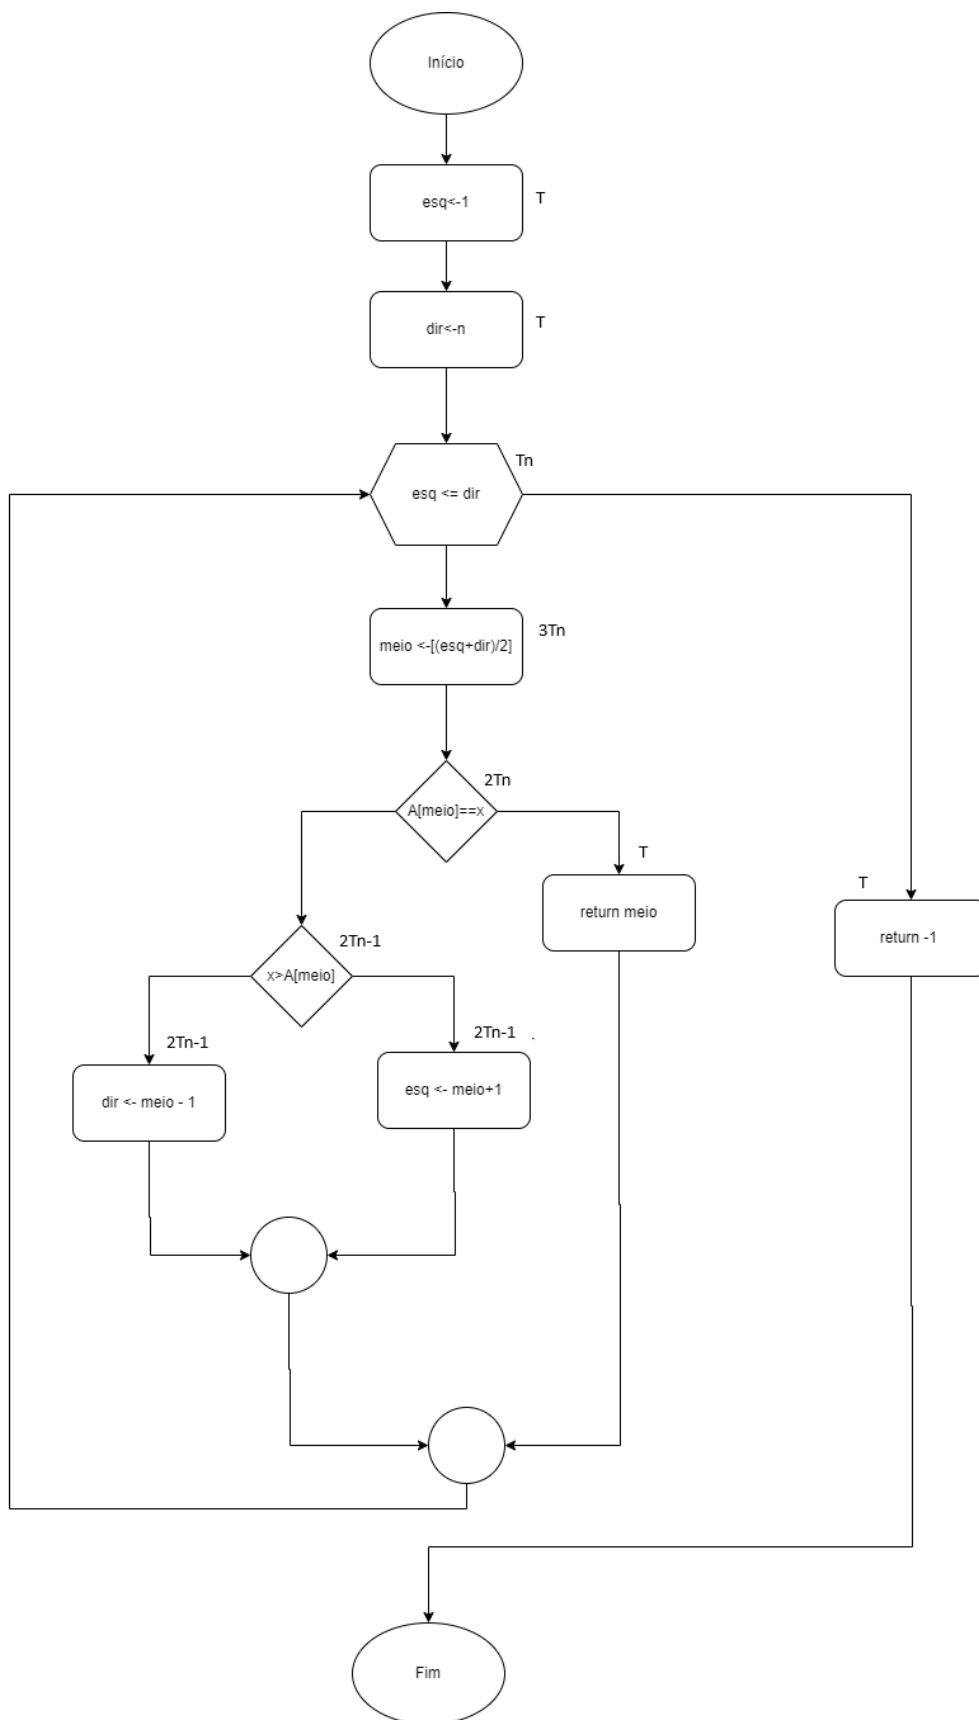 Início
esq<-1
T
dir<-n
T
Tn
esq <= dir
3Tn
meio <-[(esq+dir)/2]
2Tn
A[meio]==x
T
return meio
T
return -1
2Tn-1
x>A[meio]
2Tn-1
dir <- meio - 1
2Tn-1
esq <- meio+1
Fim